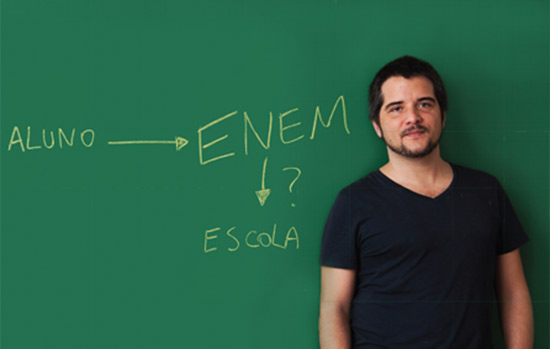 ALUNO → ENEM
↓ ?
ESCOLA